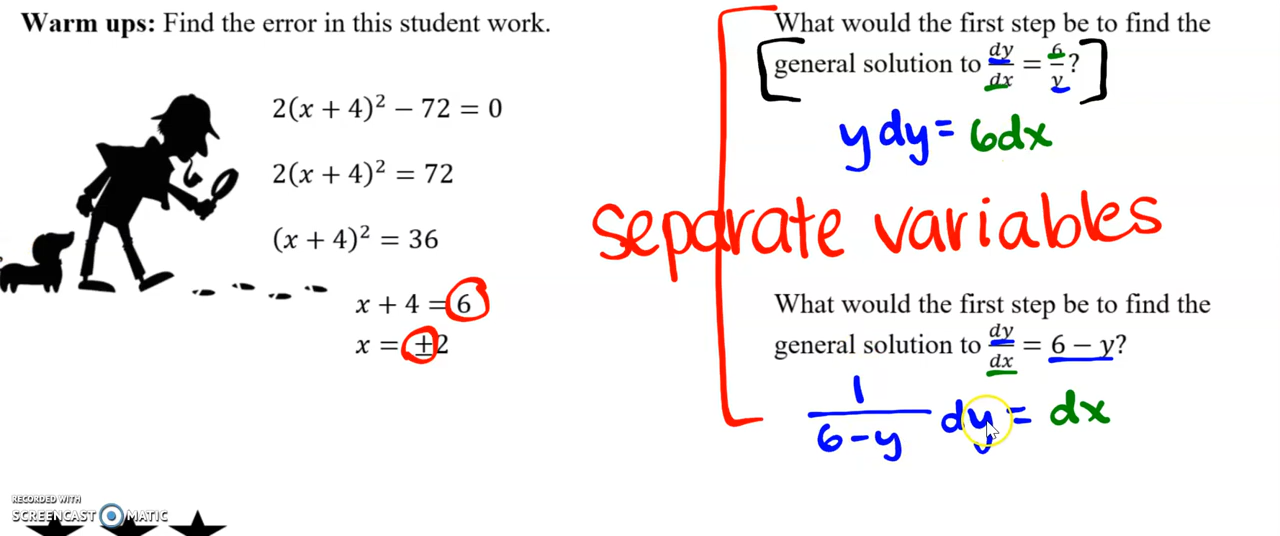 Warm ups: Find the error in this student work.
2(x + 4)² − 72 = 0
2(x + 4)² = 72
(x + 4)² = 36
x + 4 = 6
x = ±2
What would the first step be to find the
general solution to dy/dx = 6/y?
y dy = 6dx
separate variables
What would the first step be to find the
general solution to dy/dx = 6 − y?
1/(6−y) dy = dx
RECORDED WITH
SCREENCAST MATIC